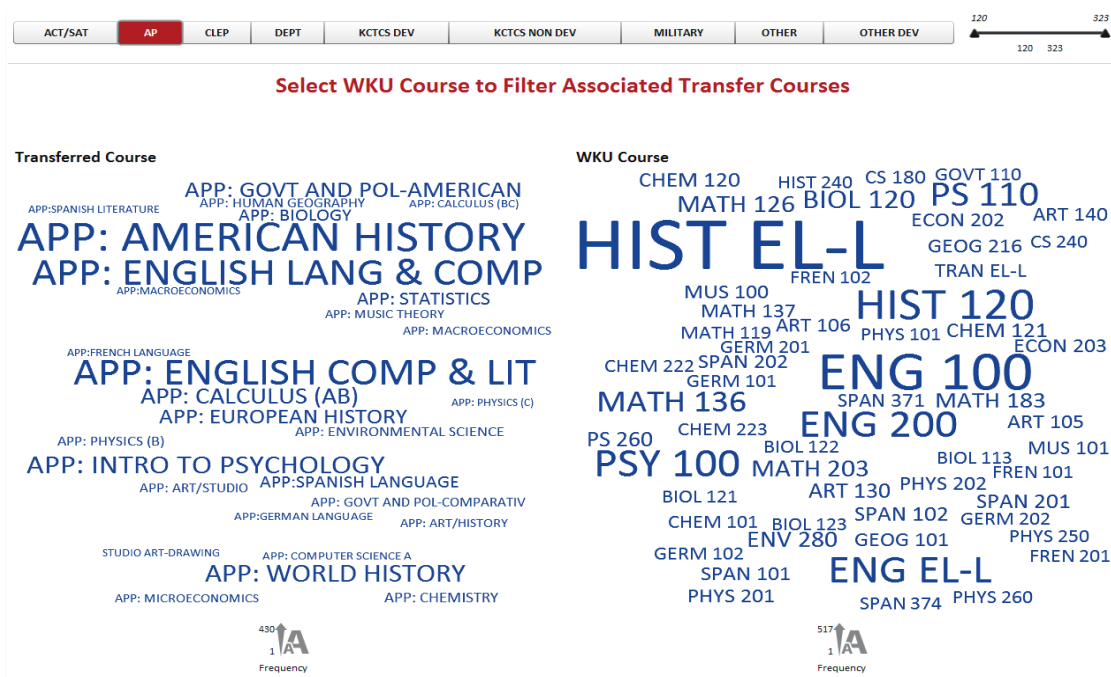 120 323
ACT/SAT AP CLEP DEPT KCTCS DEV KCTCS NON DEV MILITARY OTHER OTHER DEV
120 323
Select WKU Course to Filter Associated Transfer Courses
Transferred Course
APP: GOVT AND POL-AMERICAN
APP: HUMAN GEOGRAPHY
APP: CALCULUS (BC)
APP:SPANISH LITERATURE
APP: BIOLOGY
APP: AMERICAN HISTORY
APP: ENGLISH LANG & COMP
APP:MACROECONOMICS
APP: STATISTICS
APP: MUSIC THEORY
APP: MACROECONOMICS
APP:FRENCH LANGUAGE
APP: ENGLISH COMP & LIT
APP: CALCULUS (AB)
APP: PHYSICS (C)
APP: EUROPEAN HISTORY
APP: ENVIRONMENTAL SCIENCE
APP: PHYSICS (B)
APP: INTRO TO PSYCHOLOGY
APP: ART/STUDIO
APP:SPANISH LANGUAGE
APP: GOVT AND POL-COMPARATIV
APP:GERMAN LANGUAGE
APP: ART/HISTORY
STUDIO ART-DRAWING
APP: COMPUTER SCIENCE A
APP: WORLD HISTORY
APP: MICROECONOMICS
APP: CHEMISTRY
430
1
AA
Frequency
WKU Course
CHEM 120
HIST 240
CS 180
GOVT 110
MATH 126
BIOL 120
PS 110
ECON 202
ART 140
HIST EL-L
GEOG 216
CS 240
FREN 102
TRAN EL-L
MUS 100
HIST 120
MATH 137
MATH 119
ART 106
PHYS 101
CHEM 121
GERM 201
ECON 203
CHEM 222
SPAN 202
ENG 100
GERM 101
MATH 136
SPAN 371
MATH 183
ENG 200
ART 105
PS 260
CHEM 223
BIOL 122
MUS 101
PSY 100
MATH 203
BIOL 113
FREN 101
BIOL 121
ART 130
PHYS 202
SPAN 201
CHEM 101
BIOL 123
SPAN 102
GERM 202
ENV 280
GEOG 101
PHYS 250
GERM 102
FREN 201
SPAN 101
ENG EL-L
PHYS 201
SPAN 374
PHYS 260
517
1
AA
Frequency